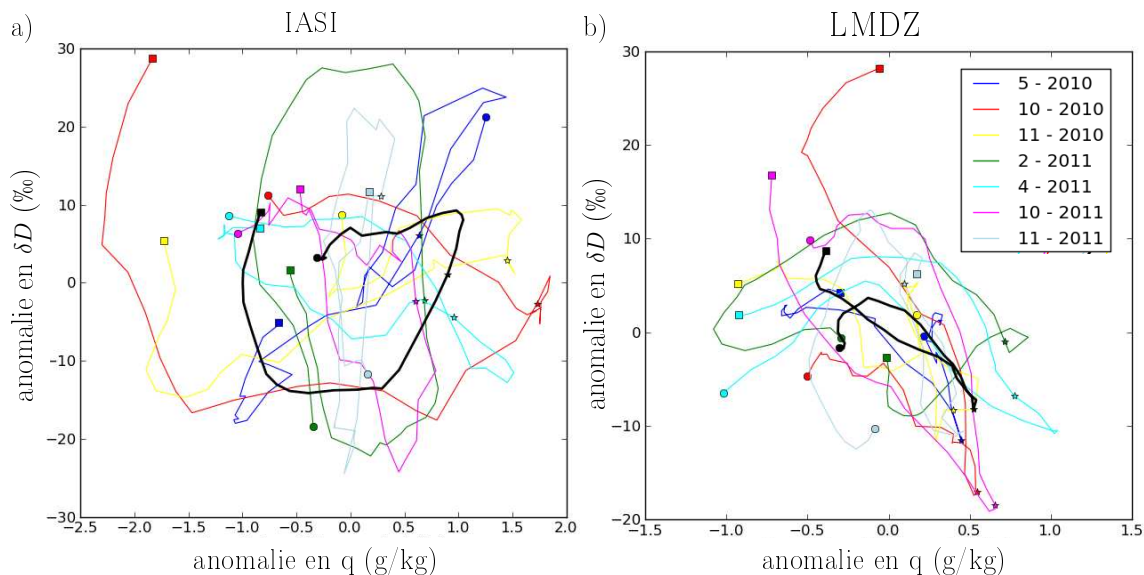 a) IASI
30
20
10
0
−10
−20
−30
−2.5 −2.0 −1.5 −1.0 −0.5 0.0 0.5 1.0 1.5 2.0
anomalie en δD (‰)
anomalie en q (g/kg)
b) LMDZ
30
20
10
0
−10
−20
−1.5 −1.0 −0.5 0.0 0.5 1.0 1.5
anomalie en δD (‰)
anomalie en q (g/kg)
5 - 2010
10 - 2010
11 - 2010
2 - 2011
4 - 2011
10 - 2011
11 - 2011